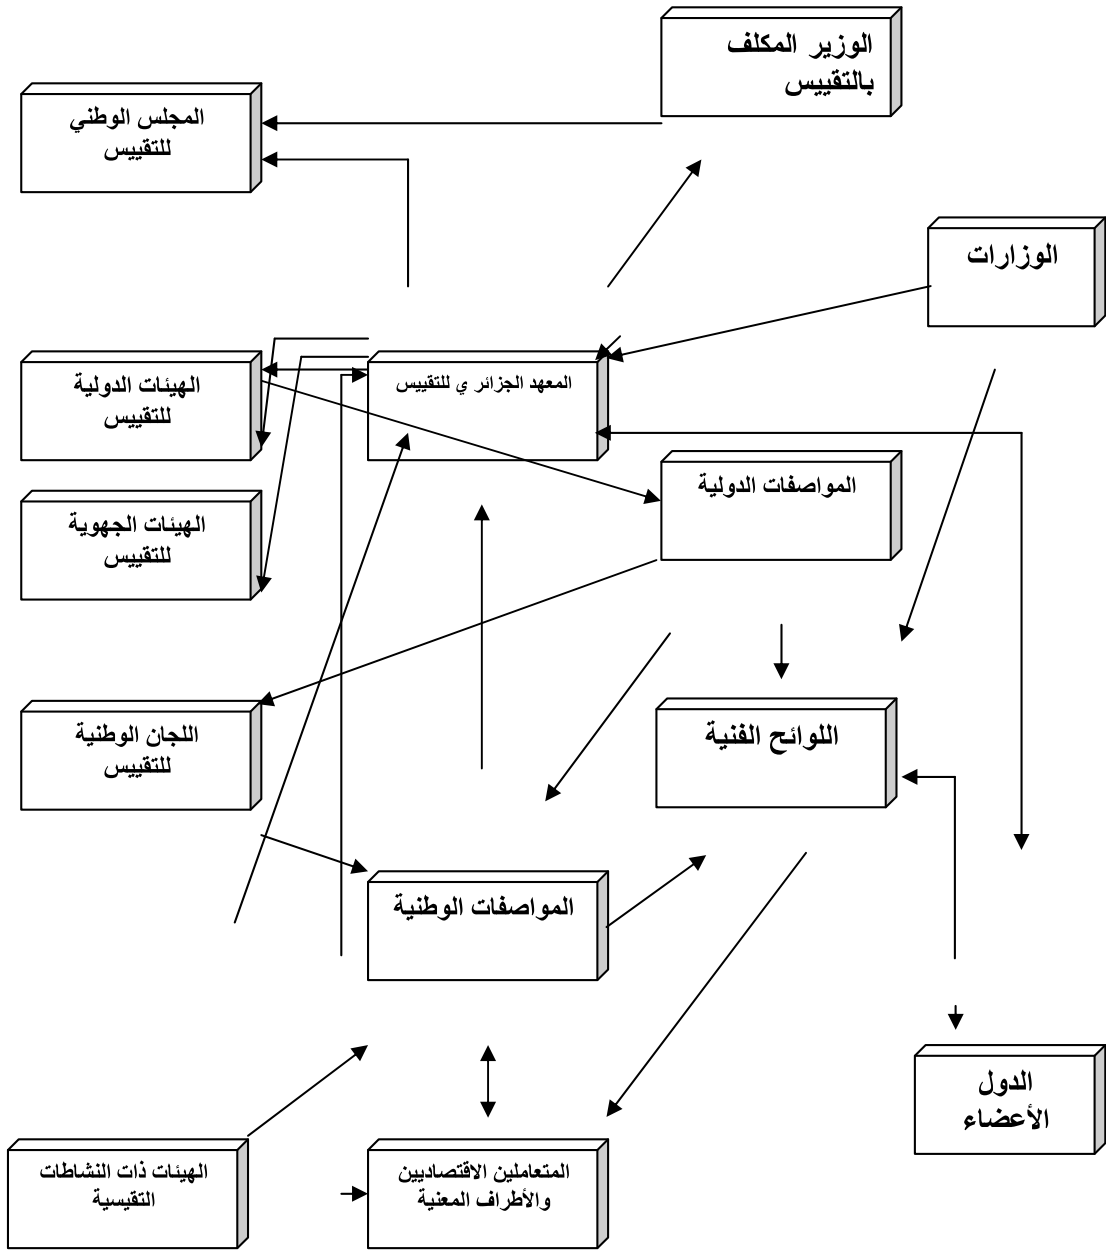 الوزير المكلف
بالتقييس
المجلس الوطني
للتقييس
الوزارات
الهيئات الدولية
للتقييس
المعهد الجزائر ي للتقييس
المواصفات الدولية
الهيئات الجهوية
للتقييس
اللجان الوطنية
للتقييس
اللوائح الفنية
المواصفات الوطنية
الدول
الأعضاء
الهيئات ذات النشاطات
التقيسية
المتعاملين الاقتصاديين
والأطراف المعنية